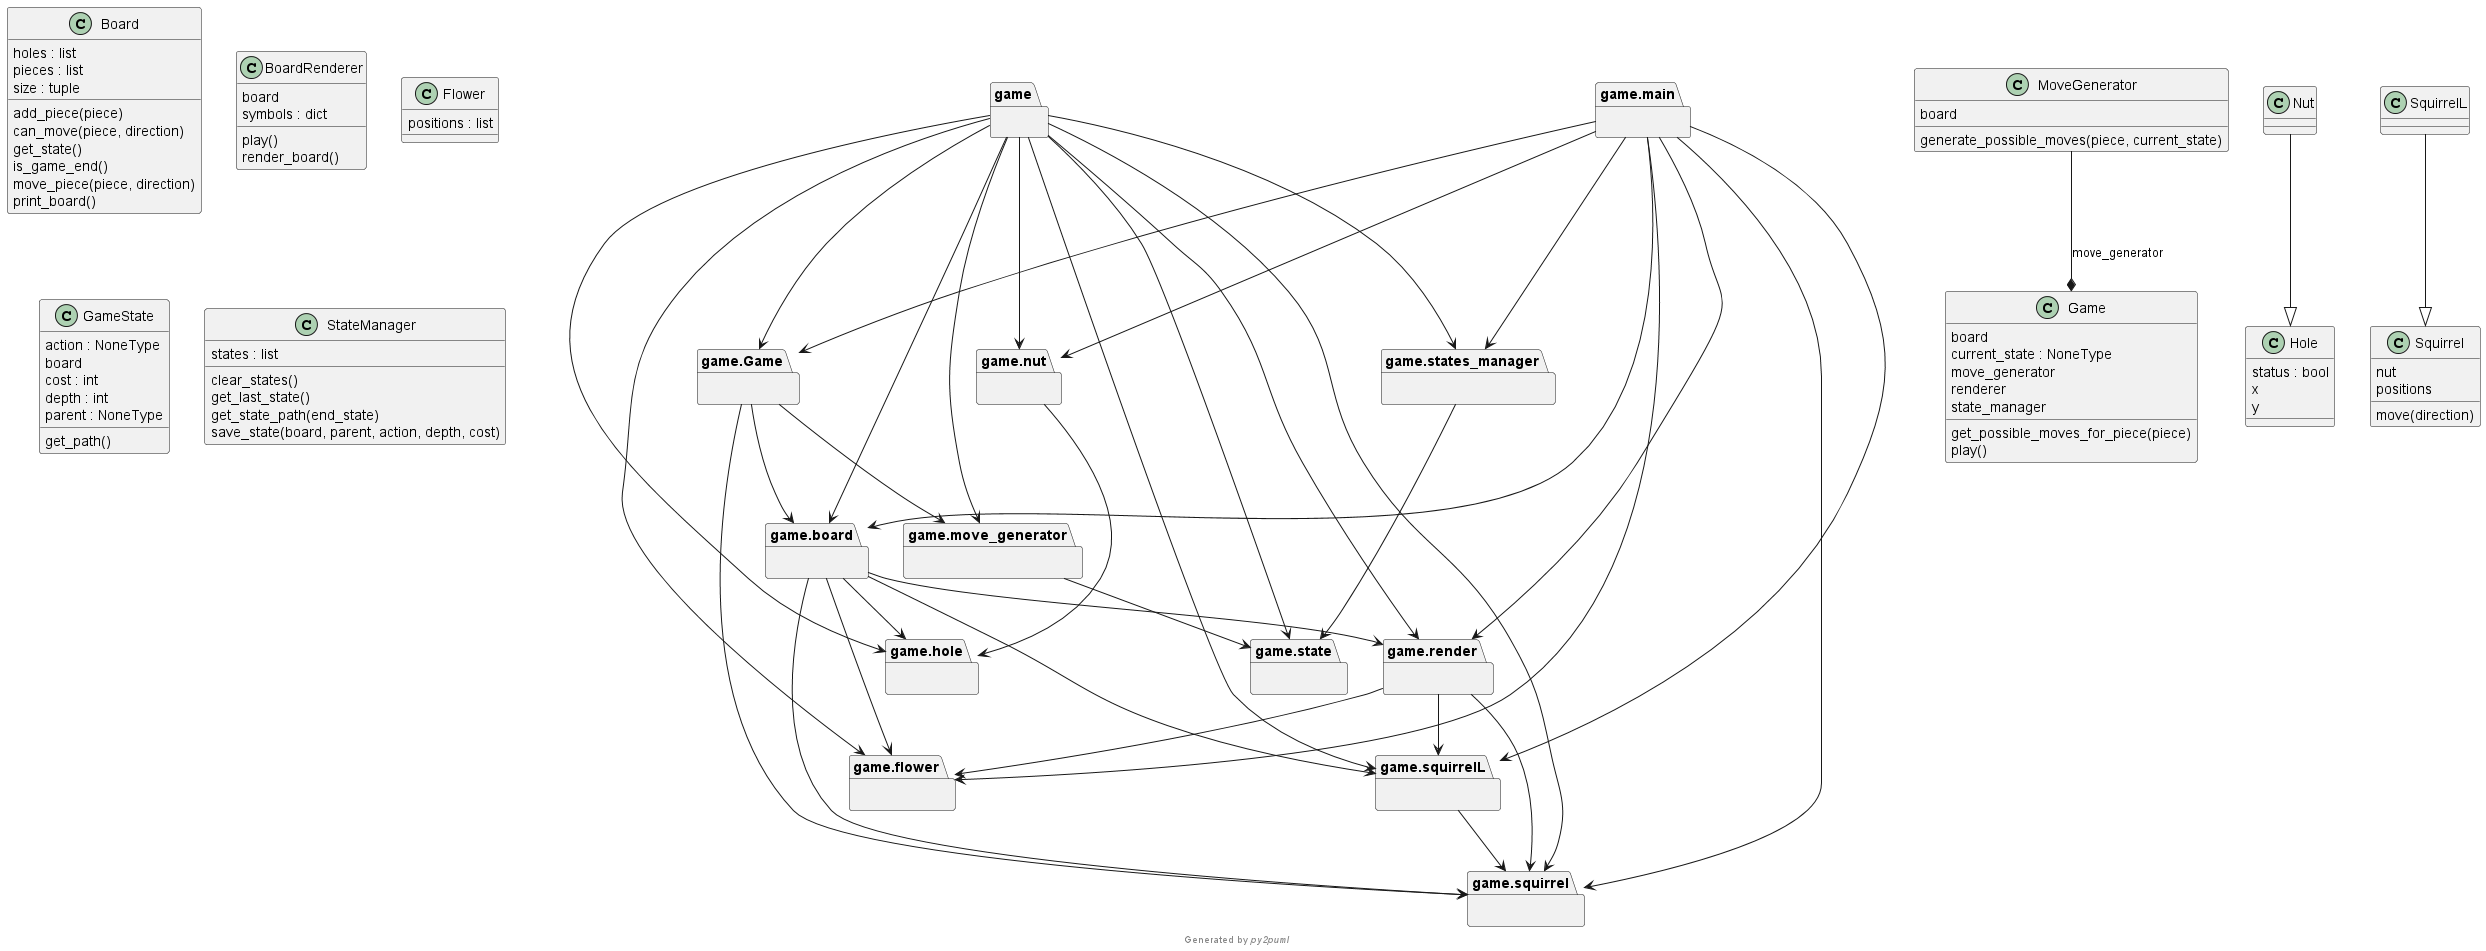 C Board
holes : list
pieces : list
size : tuple
add_piece(piece)
can_move(piece, direction)
get_state()
is_game_end()
move_piece(piece, direction)
print_board()
C BoardRenderer
board
symbols : dict
play()
render_board()
C Flower
positions : list
game
game.main
C MoveGenerator
board
generate_possible_moves(piece, current_state)
C Nut
C SquirrelL
move_generator
C GameState
action : NoneType
board
cost : int
depth : int
parent : NoneType
get_path()
C StateManager
states : list
clear_states()
get_last_state()
get_state_path(end_state)
save_state(board, parent, action, depth, cost)
game.Game
game.nut
game.states_manager
C Game
board
current_state : NoneType
move_generator
renderer
state_manager
get_possible_moves_for_piece(piece)
play()
C Hole
status : bool
x
y
C Squirrel
nut
positions
move(direction)
game.board
game.move_generator
game.hole
game.state
game.render
game.flower
game.squirrelL
game.squirrel
Generated by py2puml